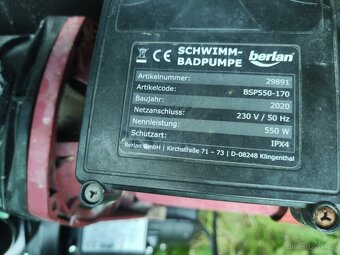 CE SCHWIMM-
BADPUMPE
berlan
Artikelnummer: 29891
Artikelcode: BSP550-170
Baujahr: 2020
Netzanschluss: 230 V / 50 Hz
Nennleistung: 550 W
Schutzart: IPX4
Berlan GmbH | Kirchstraße 71 – 73 | D-08248 Klingenthal